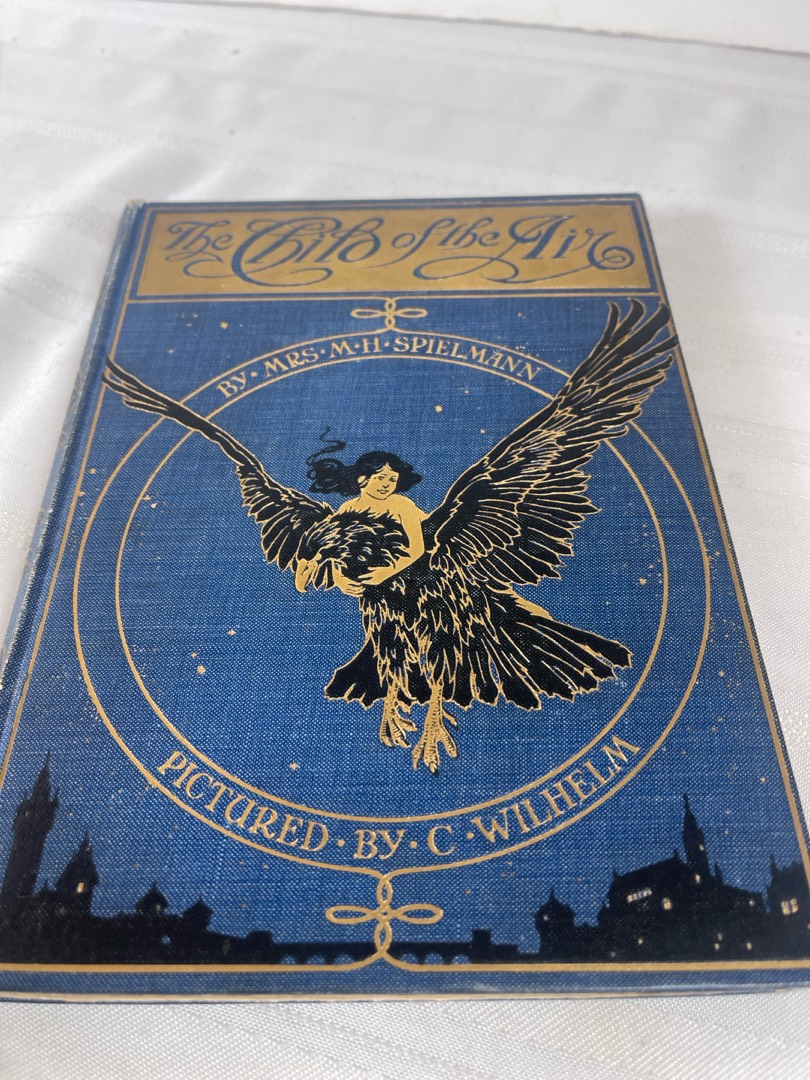 The Child of the Air
BY · MRS · M · H · SPIELMANN
PICTURED · BY · C · WILHELM